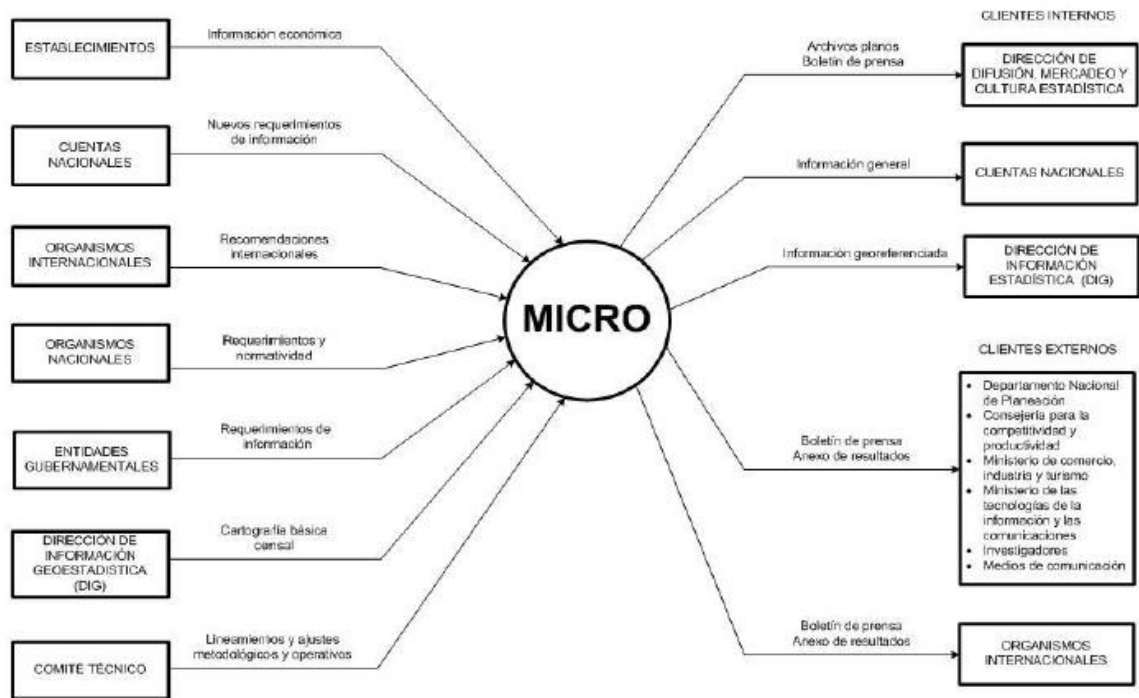 ESTABLECIMIENTOS
Información económica
CUENTAS
NACIONALES
Nuevos requerimientos
de información
ORGANISMOS
INTERNACIONALES
Recomendaciones
internacionales
ORGANISMOS
NACIONALES
Requerimientos y
normatividad
ENTIDADES
GUBERNAMENTALES
Requerimientos de
información
DIRECCIÓN DE
INFORMACIÓN
GEOESTADISTICA
(DIG)
Cartografía básica
censal
COMITÉ TÉCNICO
Lineamientos y ajustes
metodológicos y operativos
MICRO
CLIENTES INTERNOS
Archivos planos
Boletín de prensa
DIRECCIÓN DE
DIFUSIÓN, MERCADEO Y
CULTURA ESTADÍSTICA
Información general
CUENTAS NACIONALES
Información georeferenciada
DIRECCIÓN DE
INFORMACIÓN
ESTADÍSTICA (DIG)
CLIENTES EXTERNOS
Boletín de prensa
Anexo de resultados
• Departamento Nacional
de Planeación
• Consejería para la
competitividad y
productividad
• Ministerio de comercio,
industria y turismo
• Ministerio de las
tecnologías de la
información y las
comunicaciones
• Investigadores
• Medios de comunicación
Boletín de prensa
Anexo de resultados
ORGANISMOS
INTERNACIONALES